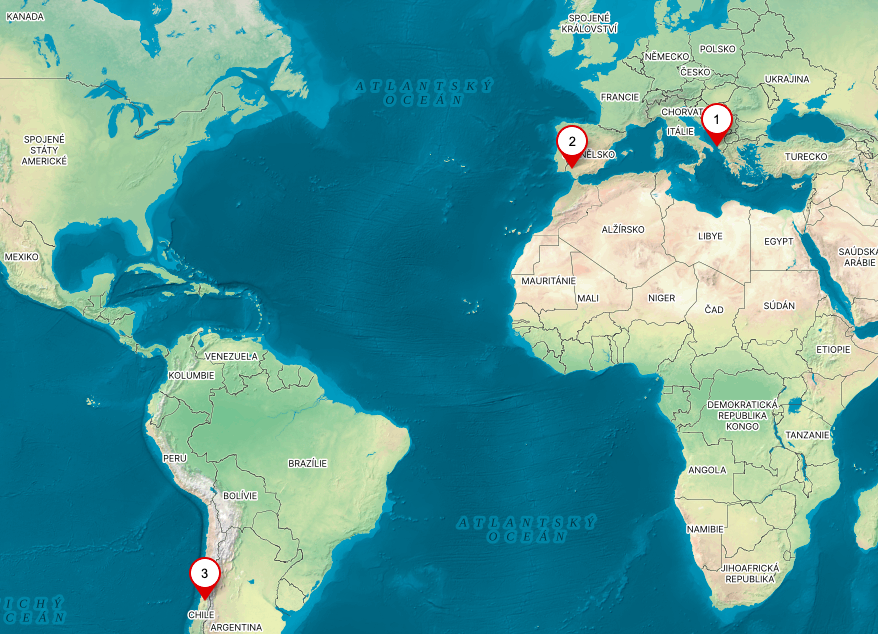 KANADA
SPOJENÉ
KRÁLOVSTVÍ
POLSKO
NĚMECKO
ČESKO
UKRAJINA
ATLANTSKÝ
OCEÁN
FRANCIE
CHORVAT
1
ITÁLIE
2
NĚLSKO
TURECKO
SPOJENÉ
STÁTY
AMERICKÉ
ALŽÍRSKO
LIBYE
EGYPT
SAÚDSKÁ
ARÁBIE
MEXIKO
MAURITÁNIE
MALI
NIGER
ČAD
SÚDÁN
ETIOPIE
VENEZUELA
KOLUMBIE
DEMOKRATICKÁ
REPUBLIKA
KONGO
TANZANIE
PERU
BRAZÍLIE
ANGOLA
BOLÍVIE
ATLANTSKÝ
OCEÁN
NAMIBIE
3
JIHOAFRICKÁ
REPUBLIKA
ICHÝ
CEÁN
CHILE
ARGENTINA